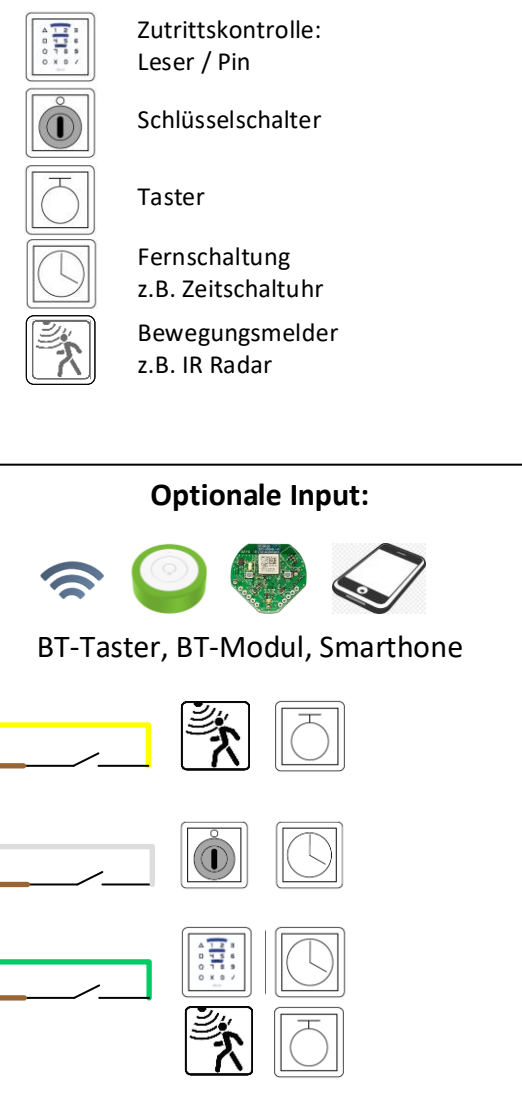 Zutrittskontrolle:
Leser / Pin
Schlüsselschalter
Taster
Fernschaltung
z.B. Zeitschaltuhr
Bewegungsmelder
z.B. IR Radar
Optionale Input:
BT-Taster, BT-Modul, Smarthone